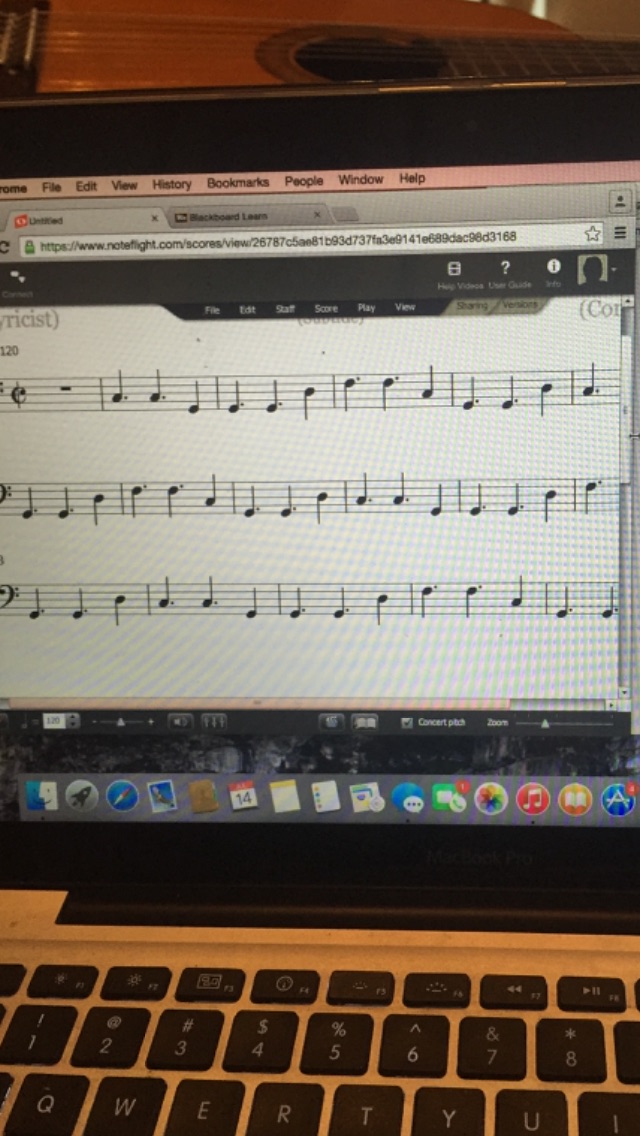 rome File Edit View History Bookmarks People Window Help
Untitled Blackboard Learn
https://www.noteflight.com/scores/view/26787c5ae81b93d737fa3e9141e689dac98d3168
Connect Help Videos User Guide Info
File Edit Staff Score Play View Sharing Versions
yricist) (Subtitle) (Cor
120
3
120 - + Concert pitch Zoom
14
1
MacBook Pro
F1 F2 F3 F4 F5 F6 F7 F8
! @ # $ % ^ & *
1 2 3 4 5 6 7 8
Q W E R T Y U I